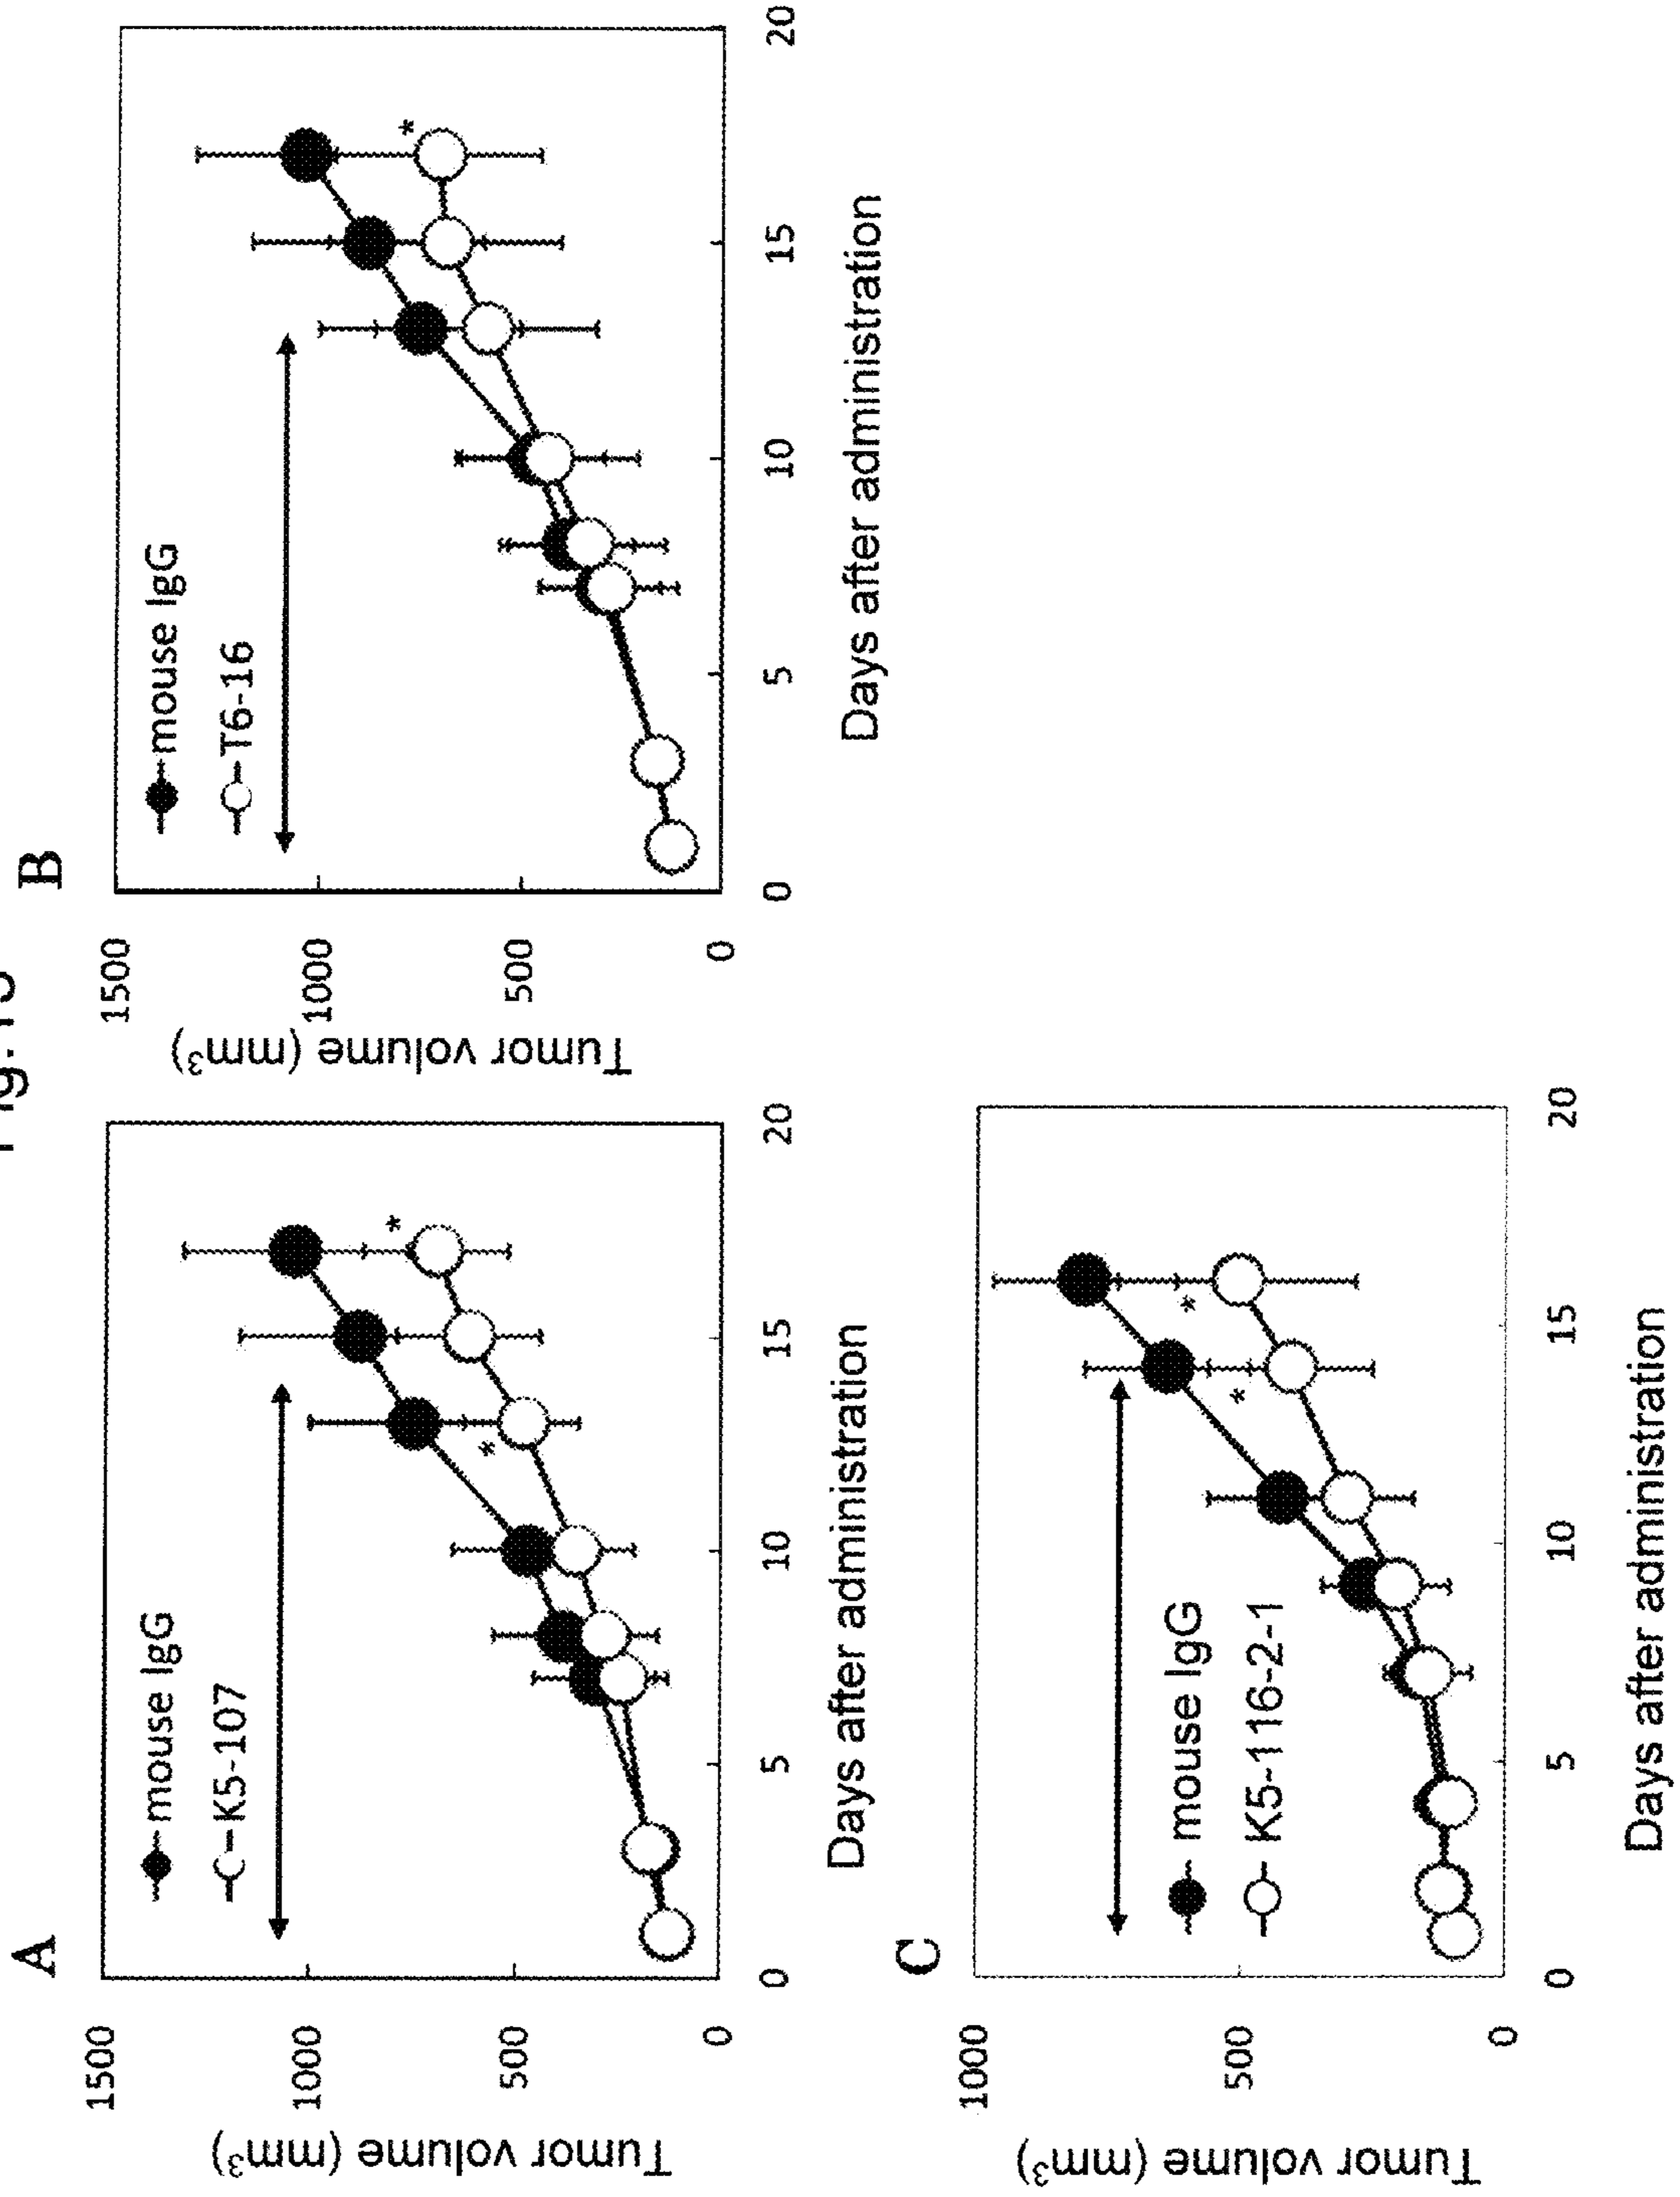 A
Tumor volume (mm³)
1500
1000
500
0
mouse IgG
K5-107
*
*
0
5
10
15
20
Days after administration
B
Tumor volume (mm³)
1500
1000
500
0
mouse IgG
T6-16
*
0
5
10
15
20
Days after administration
C
Tumor volume (mm³)
1000
500
0
mouse IgG
K5-116-2-1
*
*
0
5
10
15
20
Days after administration